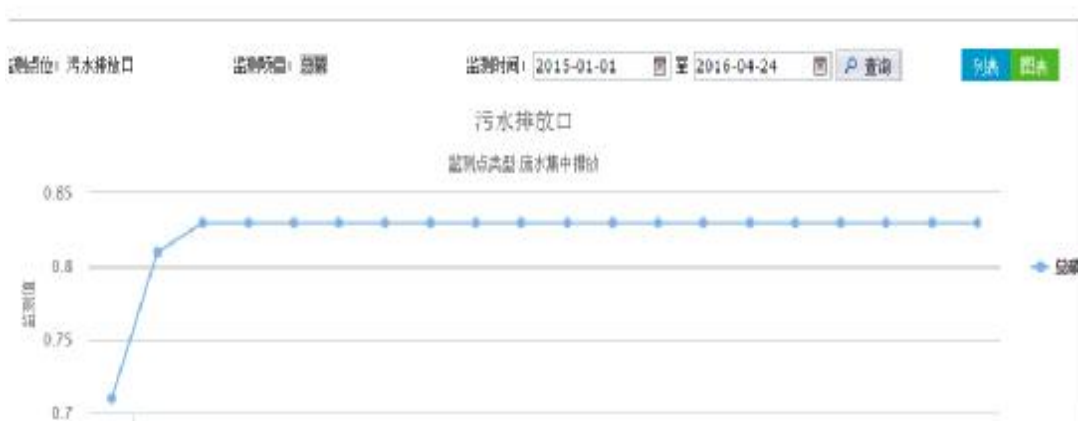 监测点位：污水排放口 监测项目： 监测时间：2015-01-01 至 2016-04-24 查询 列表 图表
污水排放口
监测点类型:废水集中排放
0.85
0.8
监测值
0.75
0.7